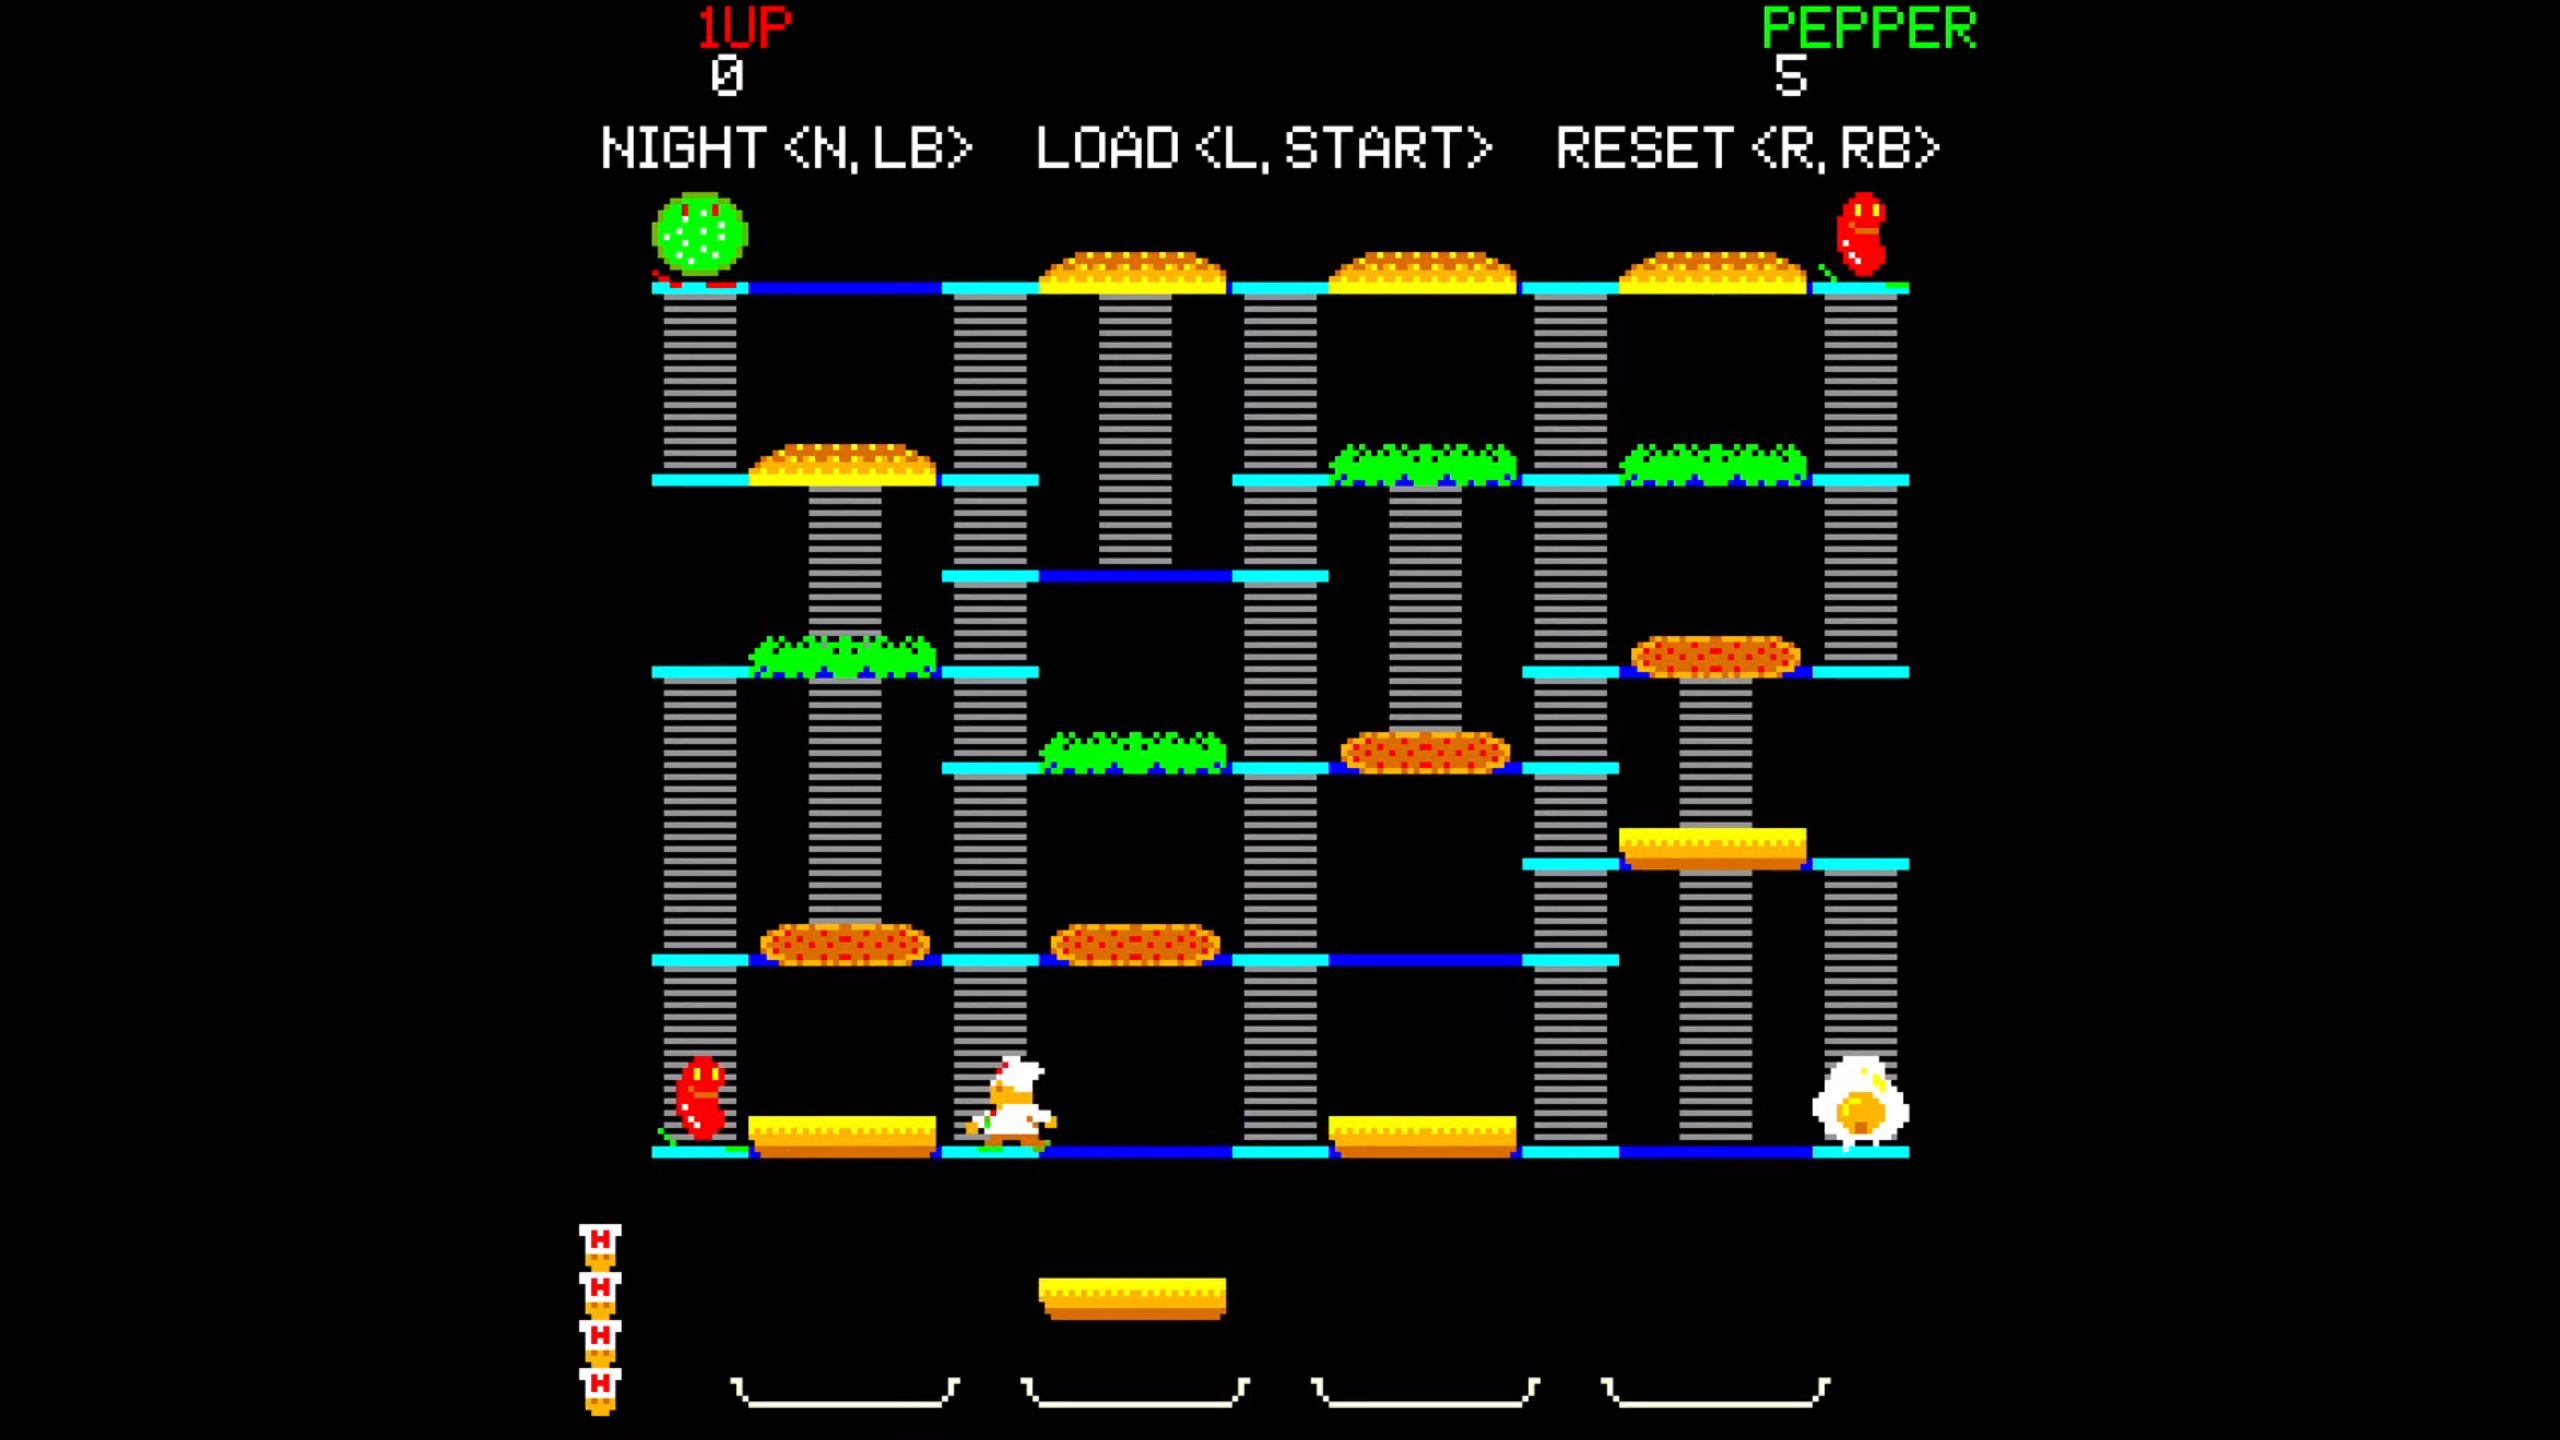 1UP PEPPER
0 5
NIGHT <N, LB> LOAD <L, START> RESET <R, RB>
H
H
H
H